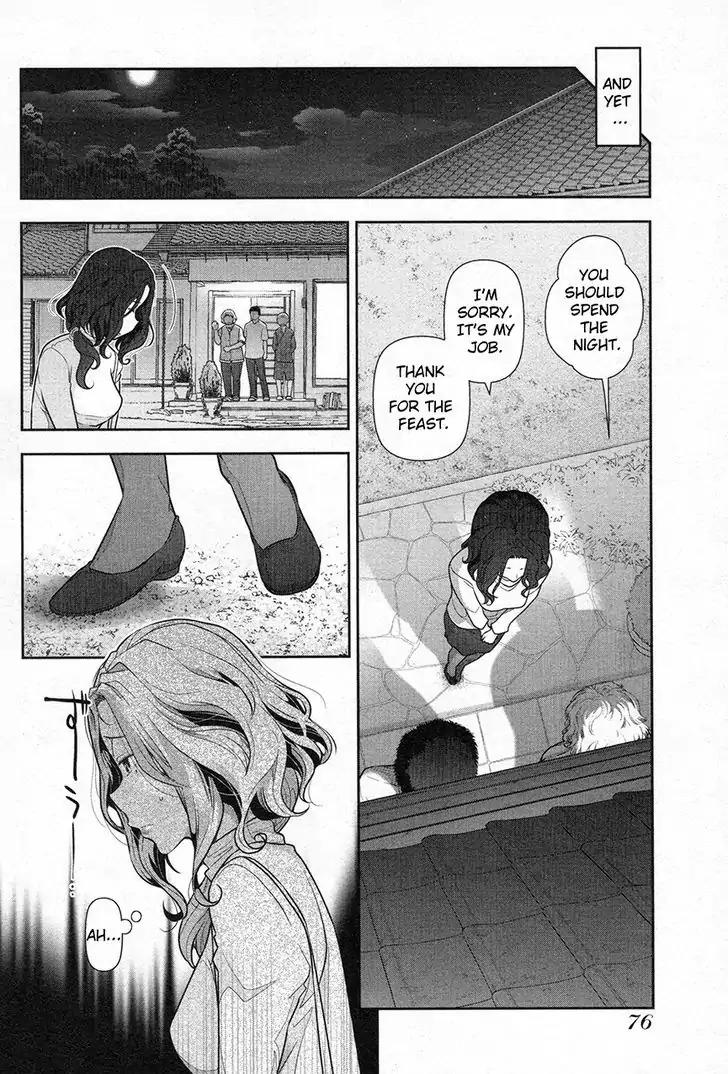 AND
YET
...
YOU
SHOULD
SPEND
THE
NIGHT.
I'M
SORRY.
IT'S MY
JOB.
THANK
YOU
FOR THE
FEAST.
AH...
76